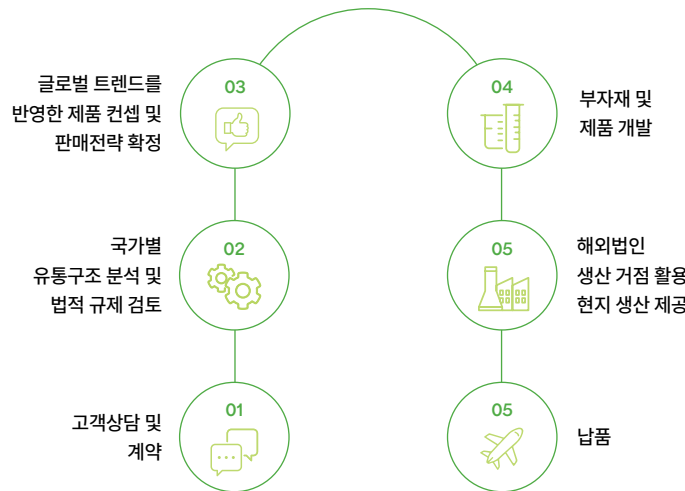 글로벌 트렌드를
반영한 제품 컨셉 및
판매전략 확정
03
04
부자재 및
제품 개발
국가별
유통구조 분석 및
법적 규제 검토
02
05
해외법인
생산 거점 활용
현지 생산 제공
고객상담 및
계약
01
05
납품